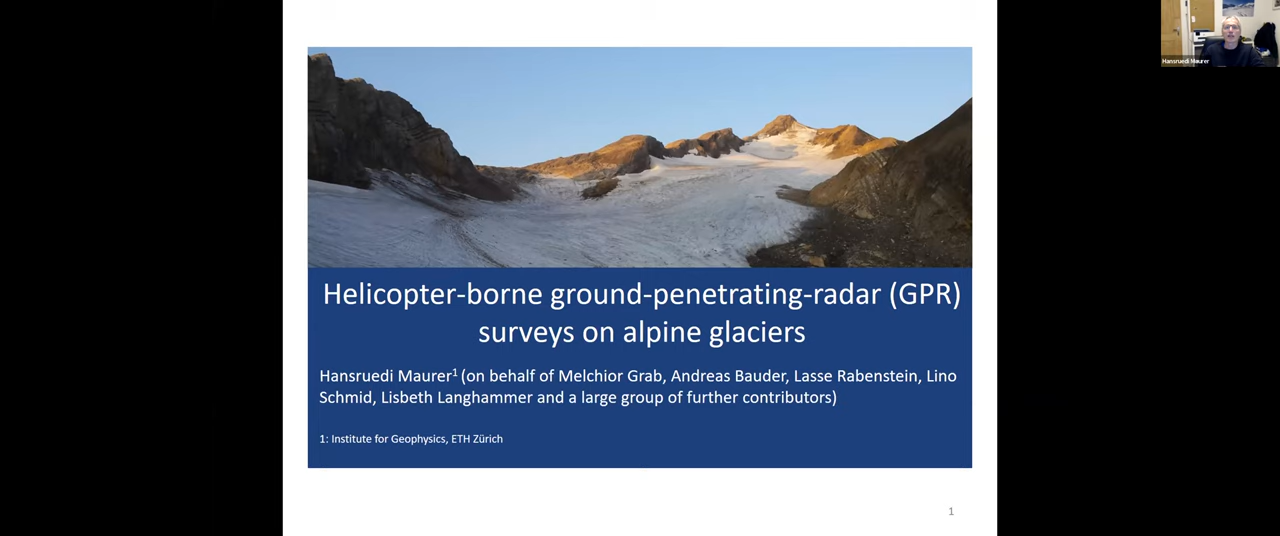 Hansruedi Maurer
Helicopter-borne ground-penetrating-radar (GPR)
surveys on alpine glaciers
Hansruedi Maurer¹ (on behalf of Melchior Grab, Andreas Bauder, Lasse Rabenstein, Lino
Schmid, Lisbeth Langhammer and a large group of further contributors)
1: Institute for Geophysics, ETH Zürich
1